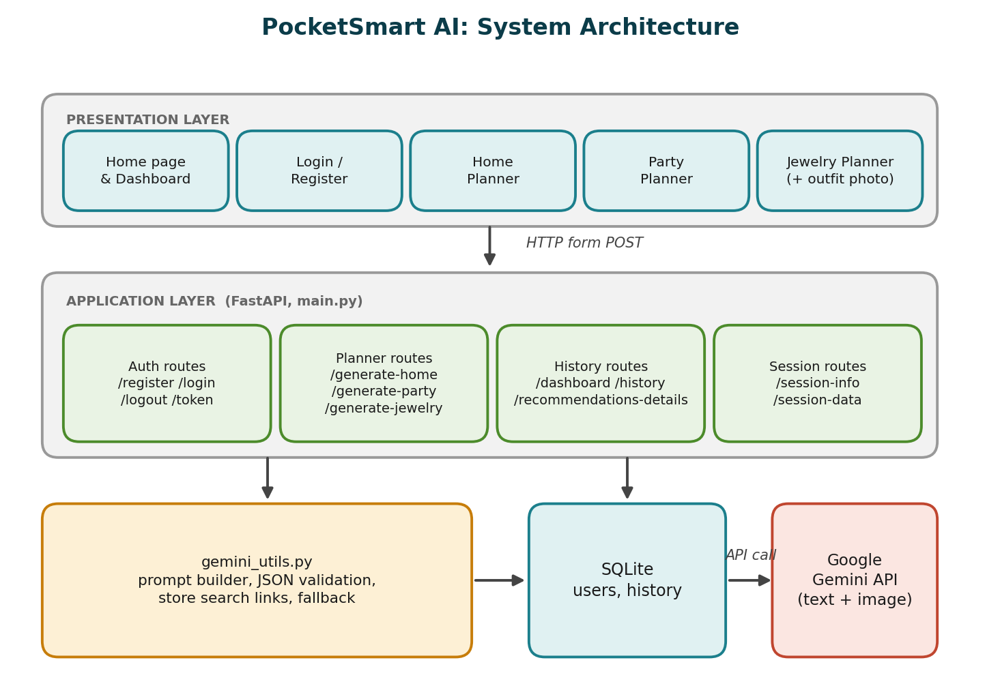 PocketSmart AI: System Architecture
PRESENTATION LAYER
Home page
& Dashboard
Login /
Register
Home
Planner
Party
Planner
Jewelry Planner
(+ outfit photo)
HTTP form POST
APPLICATION LAYER (FastAPI, main.py)
Auth routes
/register /login
/logout /token
Planner routes
/generate-home
/generate-party
/generate-jewelry
History routes
/dashboard /history
/recommendations-details
Session routes
/session-info
/session-data
gemini_utils.py
prompt builder, JSON validation,
store search links, fallback
SQLite
users, history
API call
Google
Gemini API
(text + image)